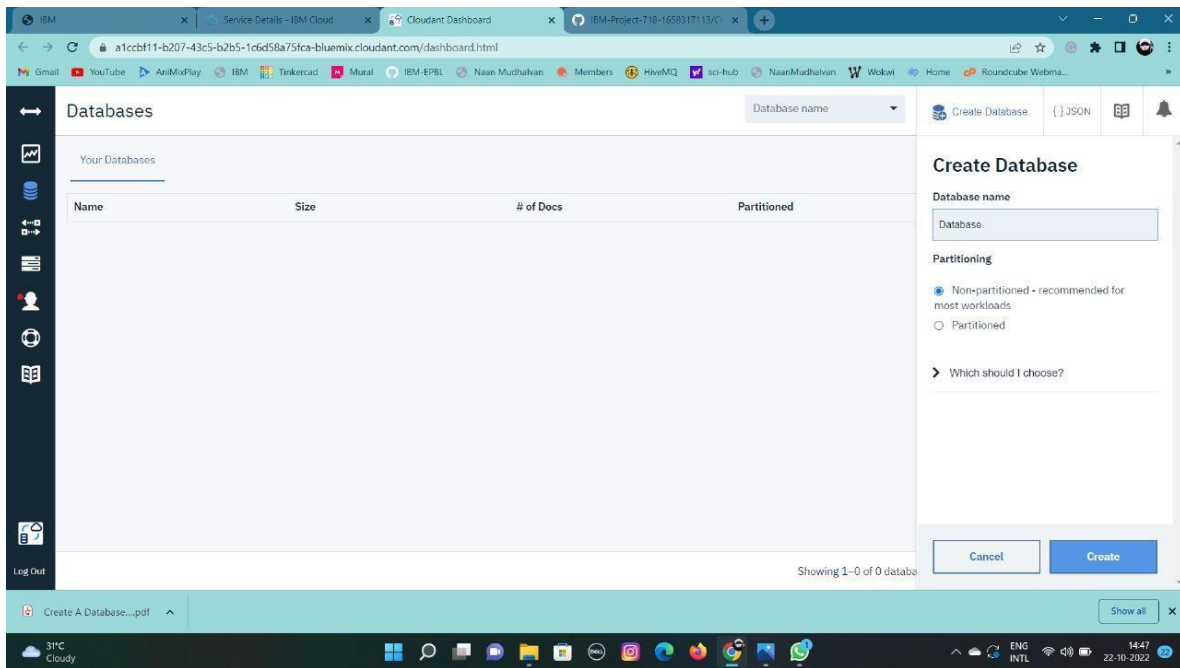 IBM
Service Details - IBM Cloud
Cloudant Dashboard
IBM-Project-718-1658317113/C
a1ccbf11-b207-43c5-b2b5-1c6d58a75fca-bluemix.cloudant.com/dashboard.html
Gmail YouTube AniMixPlay IBM Tinkercad Mural IBM-EPBL Naan Mudhalvan Members HiveMQ sci-hub NaanMudhalvan Wokwi Home Roundcube Webma...
Databases
Database name
Create Database
{ } JSON
Your Databases
Name Size # of Docs Partitioned
Create Database
Database name
Database
Partitioning
Non-partitioned - recommended for
most workloads
Partitioned
Which should I choose?
Cancel
Create
Log Out
Showing 1–0 of 0 databa
Create A Database....pdf
Show all
31°C
Cloudy
DELL
ENG
INTL
14:47
22-10-2022
22